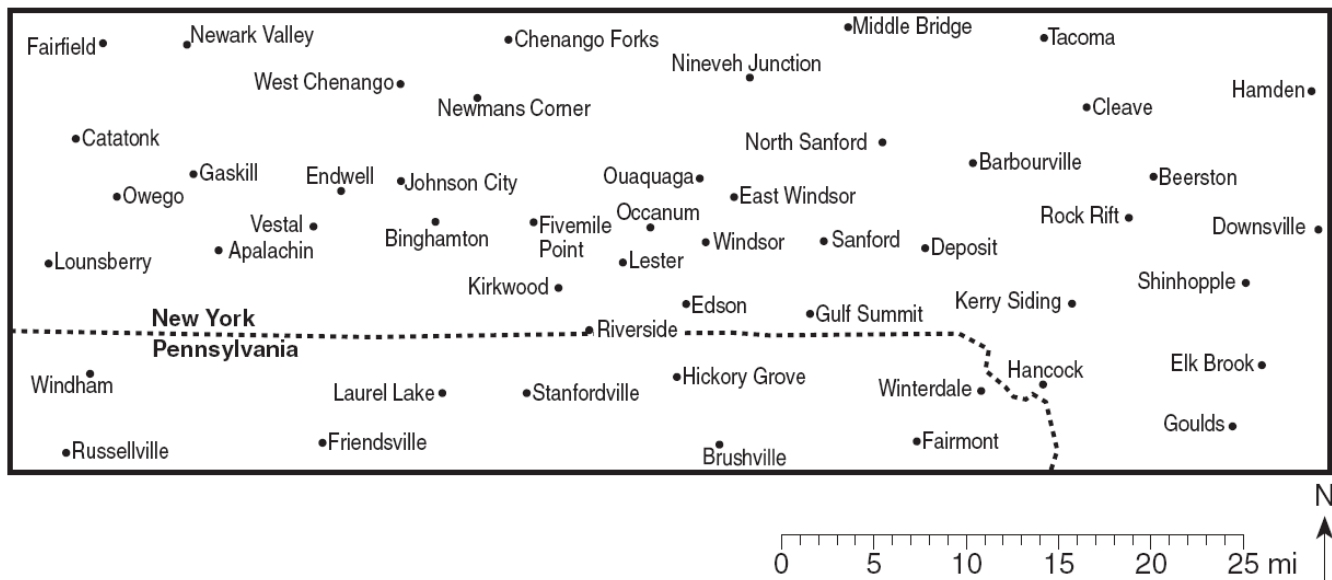 Fairfield
Newark Valley
Chenango Forks
Middle Bridge
Tacoma
West Chenango
Nineveh Junction
Newmans Corner
Hamden
Cleave
Catatonk
North Sanford
Barbourville
Gaskill
Endwell
Johnson City
Ouaquaga
East Windsor
Beerston
Owego
Occanum
Rock Rift
Vestal
Binghamton
Fivemile
Point
Windsor
Sanford
Deposit
Downsville
Apalachin
Lounsberry
Lester
Kirkwood
Shinhopple
Edson
Gulf Summit
Kerry Siding
New York
Riverside
Pennsylvania
Windham
Laurel Lake
Stanfordville
Hickory Grove
Winterdale
Hancock
Elk Brook
Russellville
Friendsville
Brushville
Fairmont
Goulds
N
0 5 10 15 20 25 mi